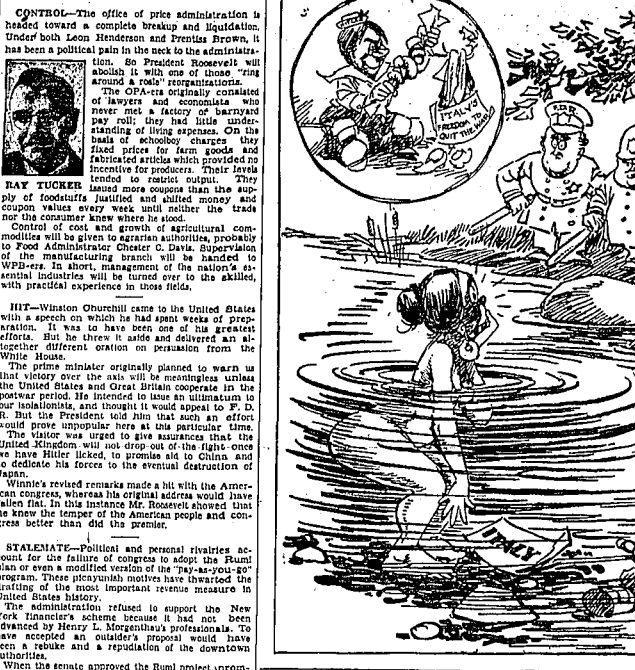 CONTROL—The office of price administration is
headed toward a complete breakup and liquidation.
Under both Leon Henderson and Prentiss Brown, it
has been a political pain in the neck to the administra-
tion. So President Roosevelt will
abolish it with one of those "ring
around a rosie" reorganizations.
The OPA-ers originally consisted
of lawyers and economists who
never met a factory or barnyard
pay roll; they had little under-
standing of living expenses. On the
basis of schoolboy charges they
fixed prices for farm goods and
fabricated articles which provided no
incentive for producers. Their levels
tended to restrict output. They
RAY TUCKER issued more coupons than the sup-
ply of foodstuffs justified and shifted money and
coupon values every week until neither the trade
nor the consumer knew where he stood.
Control of cost and growth of agricultural com-
modities will be given to agrarian authorities, probably
to Food Administrator Chester C. Davis. Supervision
of the manufacturing branch will be handed to
WPB-ers. In short, management of the nation's es-
sential industries will be turned over to the skilled,
with practical experience in those fields.
HIT—Winston Churchill came to the United States
with a speech on which he had spent weeks of prep-
aration. It was to have been one of his greatest
efforts. But he threw it aside and delivered an al-
together different oration on persuasion from the
White House.
The prime minister originally planned to warn us
that victory over the axis will be meaningless unless
the United States and Great Britain cooperate in the
postwar period. He intended to issue an ultimatum to
our isolationists, and thought it would appeal to F. D.
R. But the President told him that such an effort
would prove unpopular here at this particular time.
The visitor was urged to give assurances that the
United Kingdom will not drop out of the fight once
we have Hitler licked, to promise aid to China and
to dedicate his forces to the eventual destruction of
Japan.
Winnie's revised remarks made a hit with the Amer-
ican congress, whereas his original address would have
fallen flat. In this instance Mr. Roosevelt showed that
he knew the temper of the American people and con-
gress better than did the premier.
STALEMATE—Political and personal rivalries ac-
count for the failure of congress to adopt the Ruml
plan or even a modified version of the "pay-as-you-go"
program. These picayunish motives have thwarted the
drafting of the most important revenue measure in
United States history.
The administration refused to support the New
York financier's scheme because it had not been
advanced by Henry L. Morgenthau's professionals. To
have accepted an outsider's proposal would have
been a rebuke and a repudiation of the downtown
authorities.
When the senate approved the Ruml project unprom-
ITALY'S
FREEDOM TO
QUIT THE WAR
F.D.R.
ITALY